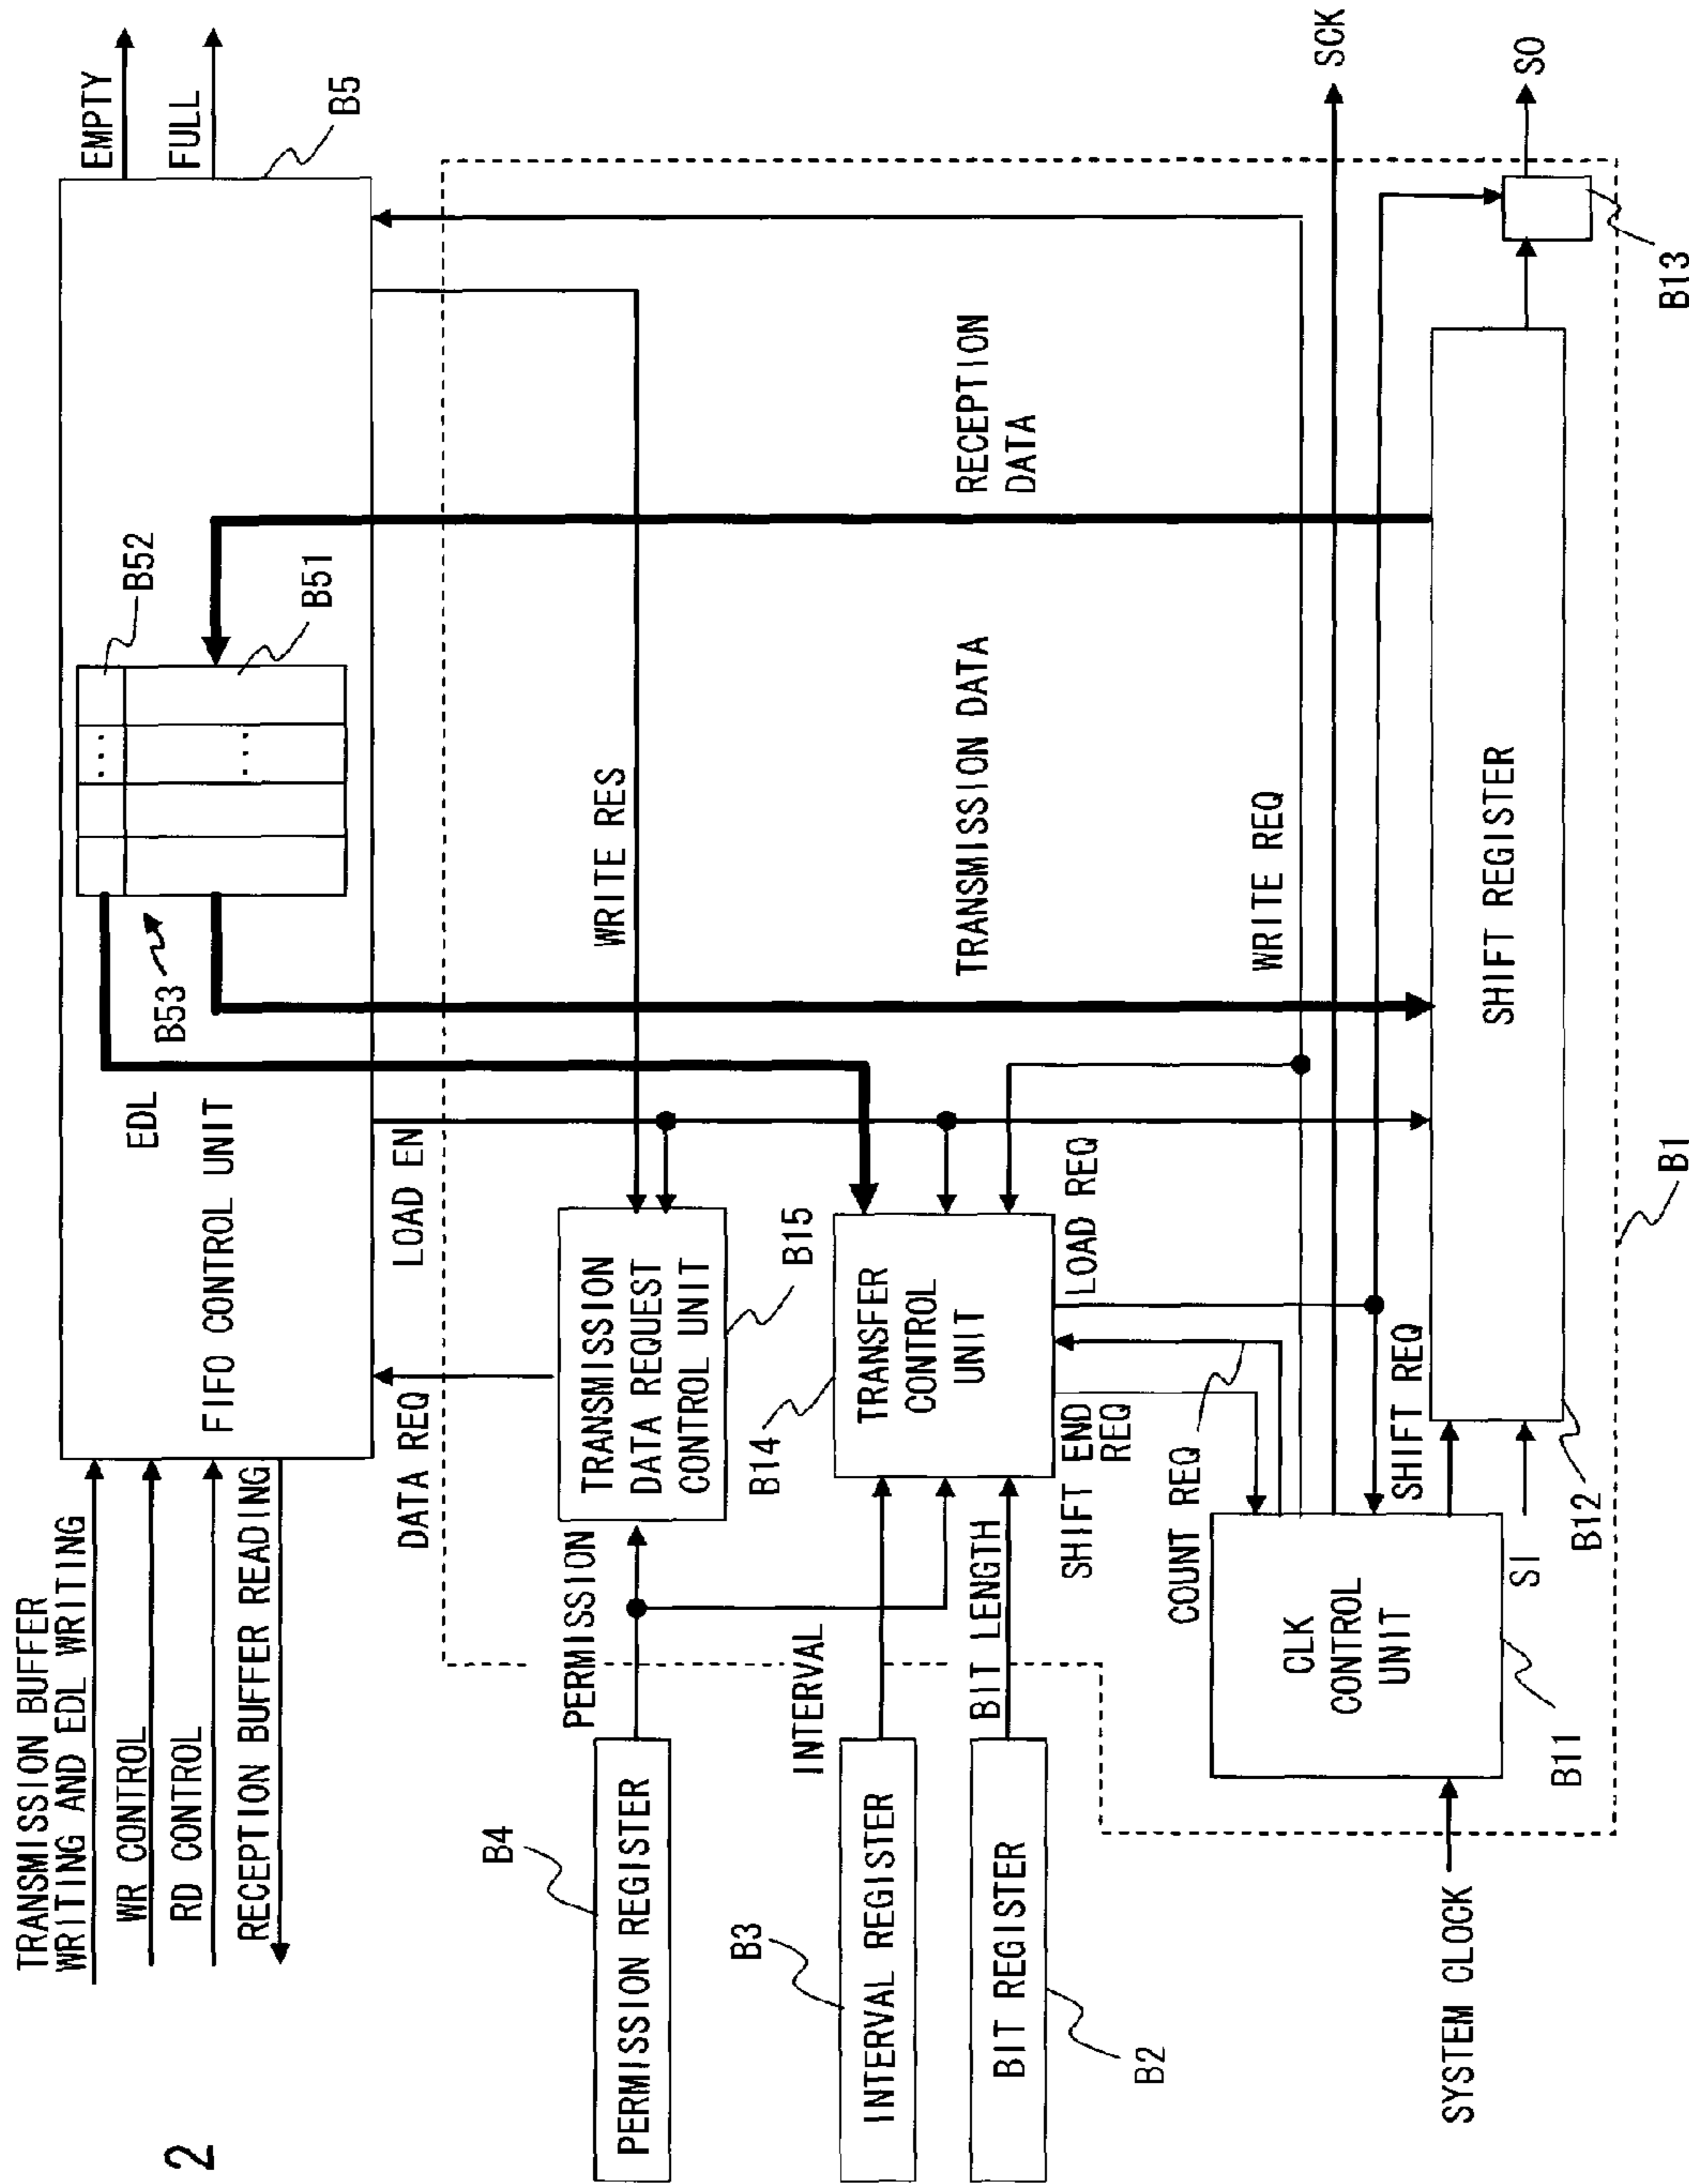 2
TRANSMISSION BUFFER
WRITING AND EDL WRITING
WR CONTROL
RD CONTROL
RECEPTION BUFFER READING
FIFO CONTROL UNIT
EDL
B53
B52
B51
EMPTY
FULL
B5
DATA REQ
LOAD EN
WRITE RES
B4
PERMISSION REGISTER
PERMISSION
TRANSMISSION
DATA REQUEST
CONTROL UNIT
B15
B3
INTERVAL REGISTER
INTERVAL
B14
TRANSFER
CONTROL
UNIT
TRANSMISSION DATA
RECEPTION
DATA
BIT REGISTER
BIT LENGTH
B2
SHIFT END
REQ
LOAD REQ
COUNT REQ
WRITE REQ
SCK
CLK
CONTROL
UNIT
SHIFT REQ
SYSTEM CLOCK
SI
SHIFT REGISTER
SO
B11
B12
B1
B13